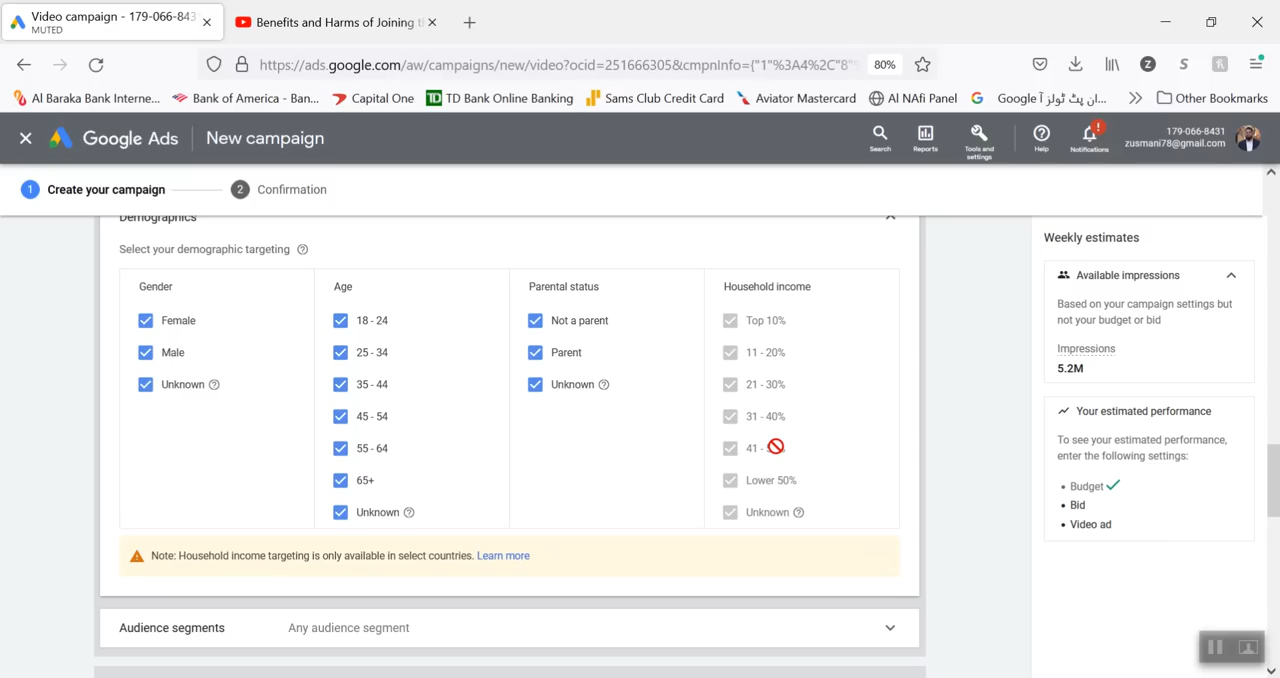 Video campaign - 179-066-843
MUTED
Benefits and Harms of Joining t
https://ads.google.com/aw/campaigns/new/video?ocid=251666305&cmpnInfo={"1"%3A4%2C"8"%
80%
Al Baraka Bank Interne...
Bank of America - Ban...
Capital One
TD Bank Online Banking
Sams Club Credit Card
Aviator Mastercard
Al NAfi Panel
Google ان پٹ ٹولز آ...
Other Bookmarks
Google Ads
New campaign
Search
Reports
Tools and settings
Help
Notifications
179-066-8431
zusmani78@gmail.com
1 Create your campaign
2 Confirmation
Demographics
Select your demographic targeting
Gender
Female
Male
Unknown
Age
18 - 24
25 - 34
35 - 44
45 - 54
55 - 64
65+
Unknown
Parental status
Not a parent
Parent
Unknown
Household income
Top 10%
11 - 20%
21 - 30%
31 - 40%
41 -
Lower 50%
Unknown
Note: Household income targeting is only available in select countries. Learn more
Audience segments
Any audience segment
Weekly estimates
Available impressions
Based on your campaign settings but
not your budget or bid
Impressions
5.2M
Your estimated performance
To see your estimated performance,
enter the following settings:
• Budget
• Bid
• Video ad